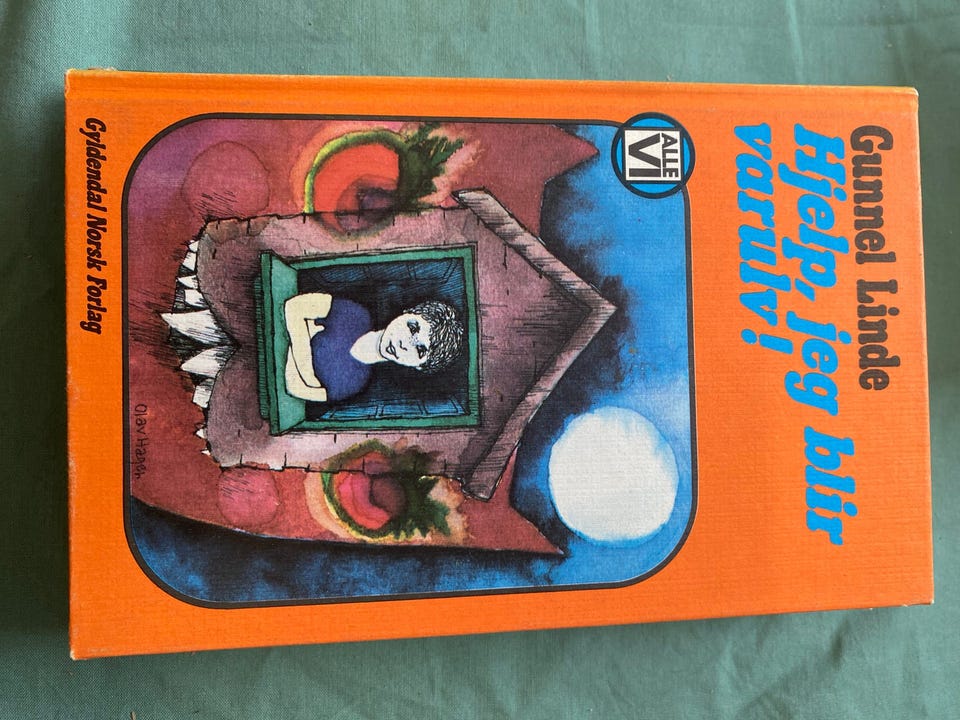 Gunnel Linde
Hjelp, jeg blir
varulv!
ALLE
VI
Olav Hagen
Gyldendal Norsk Forlag